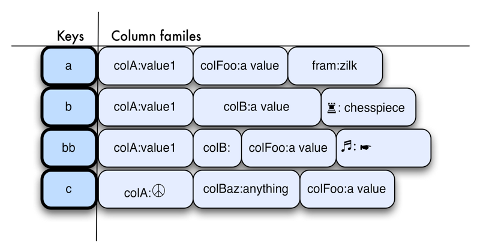 Keys Column familes
a colA:value1 colFoo:a value fram:zilk
b colA:value1 colB:a value ♜: chesspiece
bb colA:value1 colB: colFoo:a value ♬: ☛
c colA:☮ colBaz:anything colFoo:a value